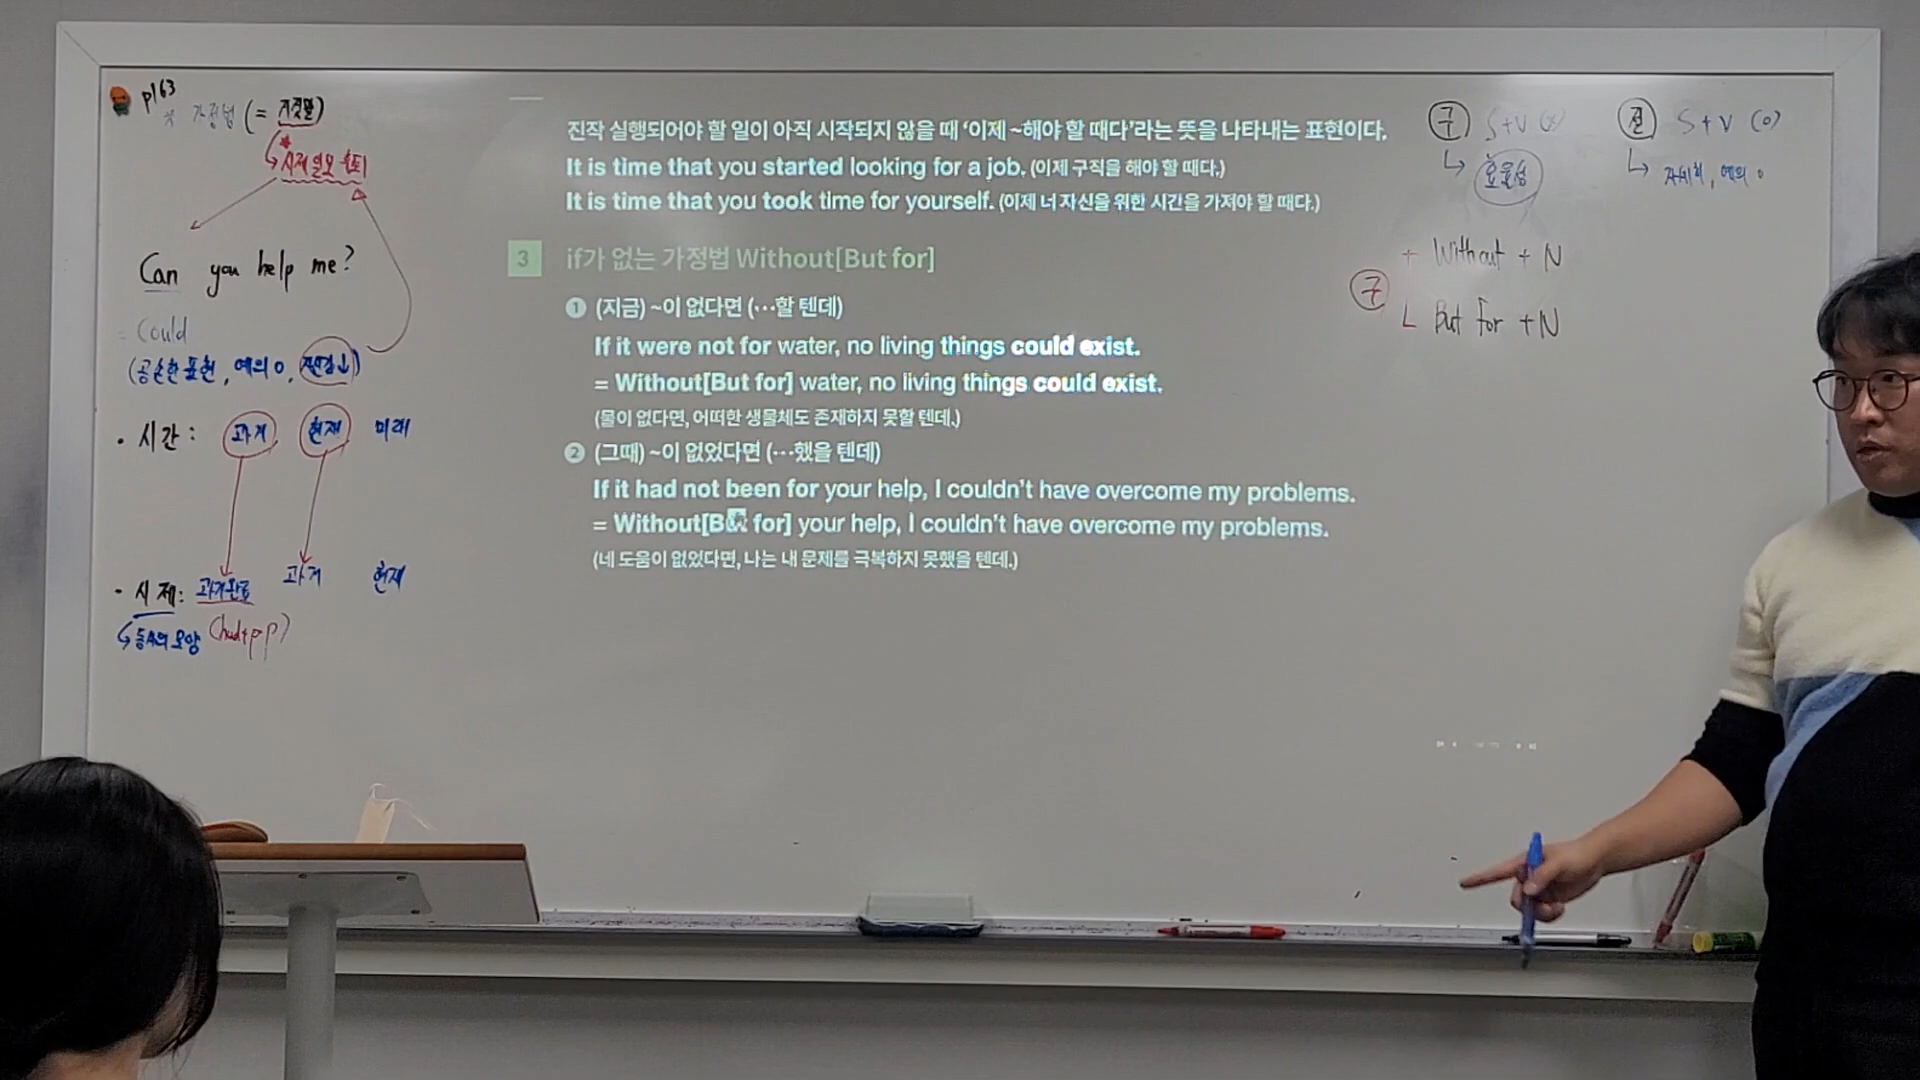 p163
* 가정법 (= 거짓말)
시제 일부 후퇴
Can you help me?
= Could
(공손한 표현, 예의 o, 직접↓)
• 시간: 과거, 현재 미래
• 시제: 과거완료 과거 현재
동사의 모양 (had+p.p)
진작 실행되어야 할 일이 아직 시작되지 않을 때 ‘이제 ~해야 할 때다’라는 뜻을 나타내는 표현이다.
It is time that you started looking for a job. (이제 구직을 해야 할 때다.)
It is time that you took time for yourself. (이제 너 자신을 위한 시간을 가져야 할 때다.)
3 if가 없는 가정법 Without[But for]
1 (지금) ~이 없다면 (…할 텐데)
If it were not for water, no living things could exist.
= Without[But for] water, no living things could exist.
(물이 없다면, 어떠한 생물체도 존재하지 못할 텐데.)
2 (그때) ~이 없었다면 (…했을 텐데)
If it had not been for your help, I couldn’t have overcome my problems.
= Without[But for] your help, I couldn’t have overcome my problems.
(네 도움이 없었다면, 나는 내 문제를 극복하지 못했을 텐데.)
구 S+V (x)
효율성
절 S+V (o)
자세히, 예의 o
구
Without + N
But for + N